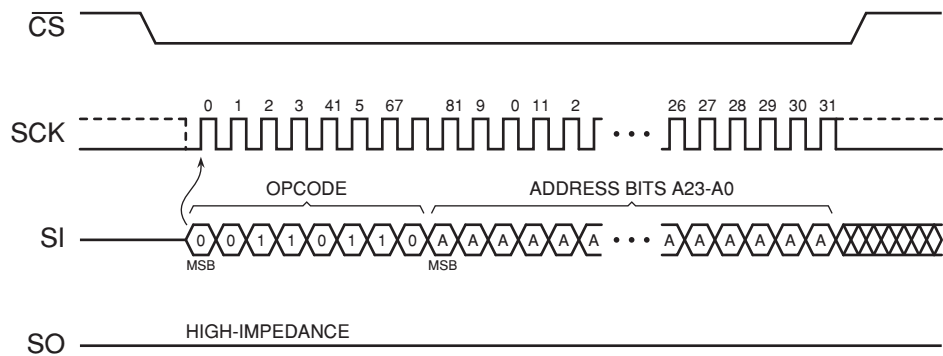 CS
0 1 2 3 41 5 67 81 9 0 11 2 26 27 28 29 30 31
SCK
OPCODE ADDRESS BITS A23-A0
SI 0 0 1 1 0 1 1 0 A A A A A A A A A A A A
MSB MSB
HIGH-IMPEDANCE
SO